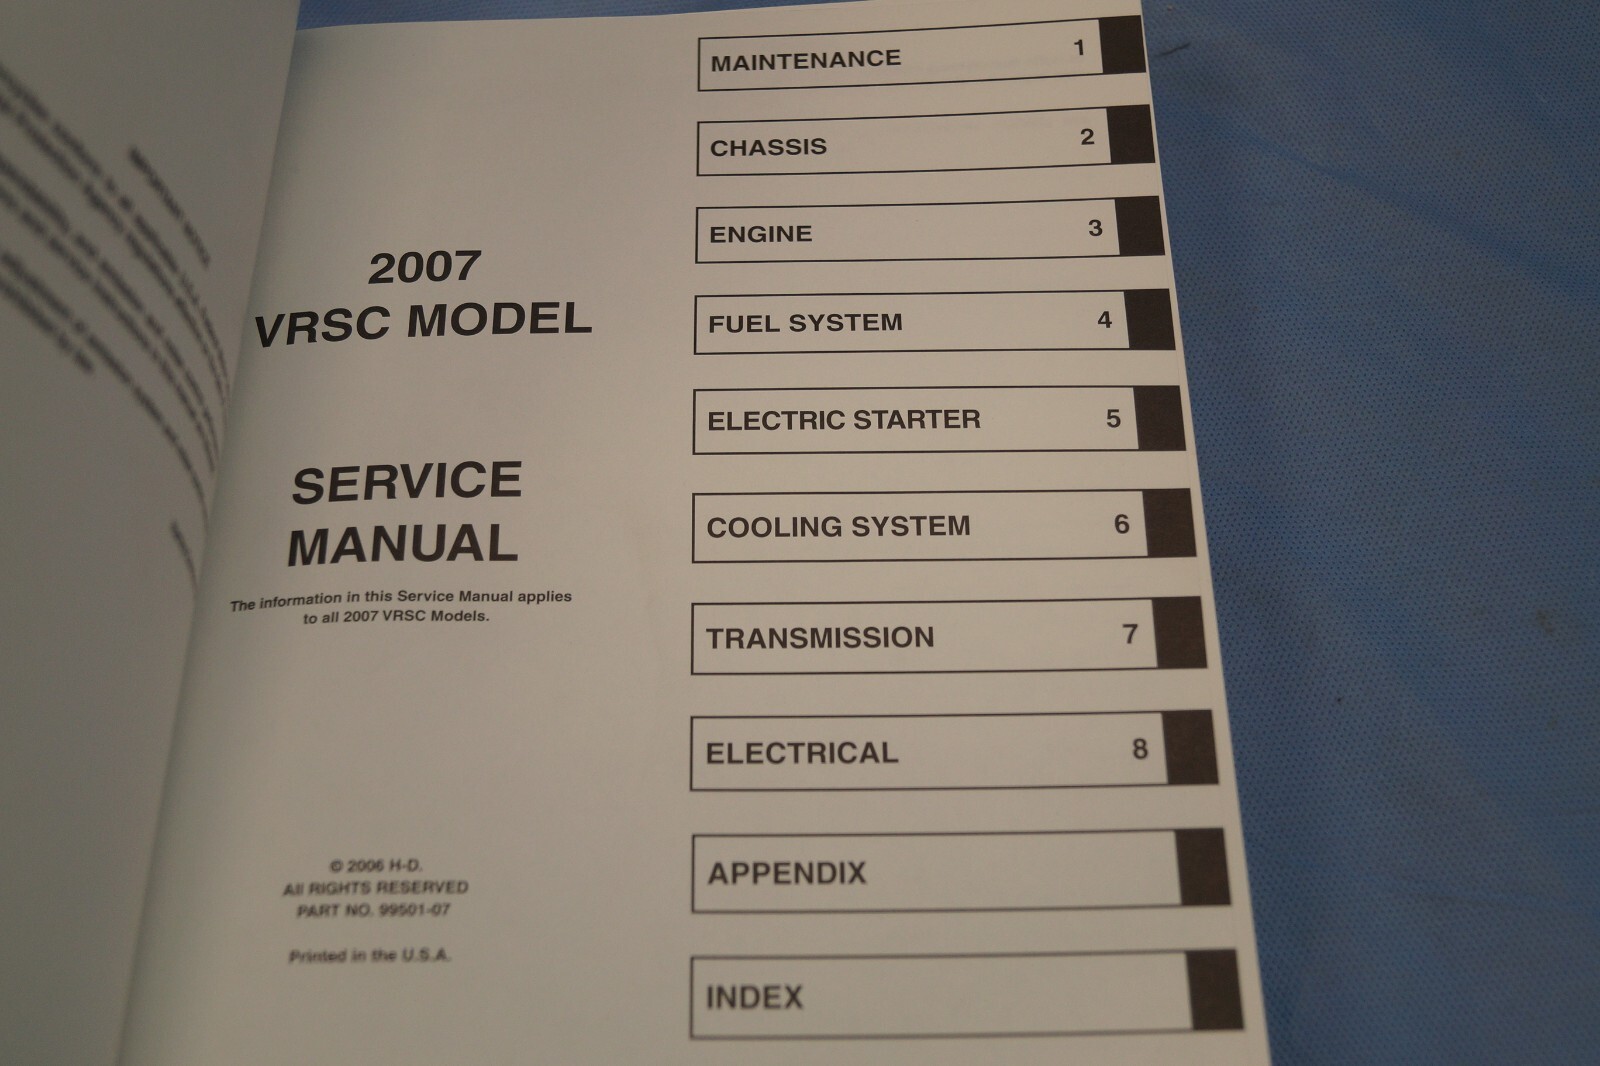 2007
VRSC MODEL
SERVICE
MANUAL
The information in this Service Manual applies
to all 2007 VRSC Models.
© 2006 H-D.
All RIGHTS RESERVED
PART NO. 99501-07
Printed in the U.S.A.
MAINTENANCE 1
CHASSIS 2
ENGINE 3
FUEL SYSTEM 4
ELECTRIC STARTER 5
COOLING SYSTEM 6
TRANSMISSION 7
ELECTRICAL 8
APPENDIX
INDEX